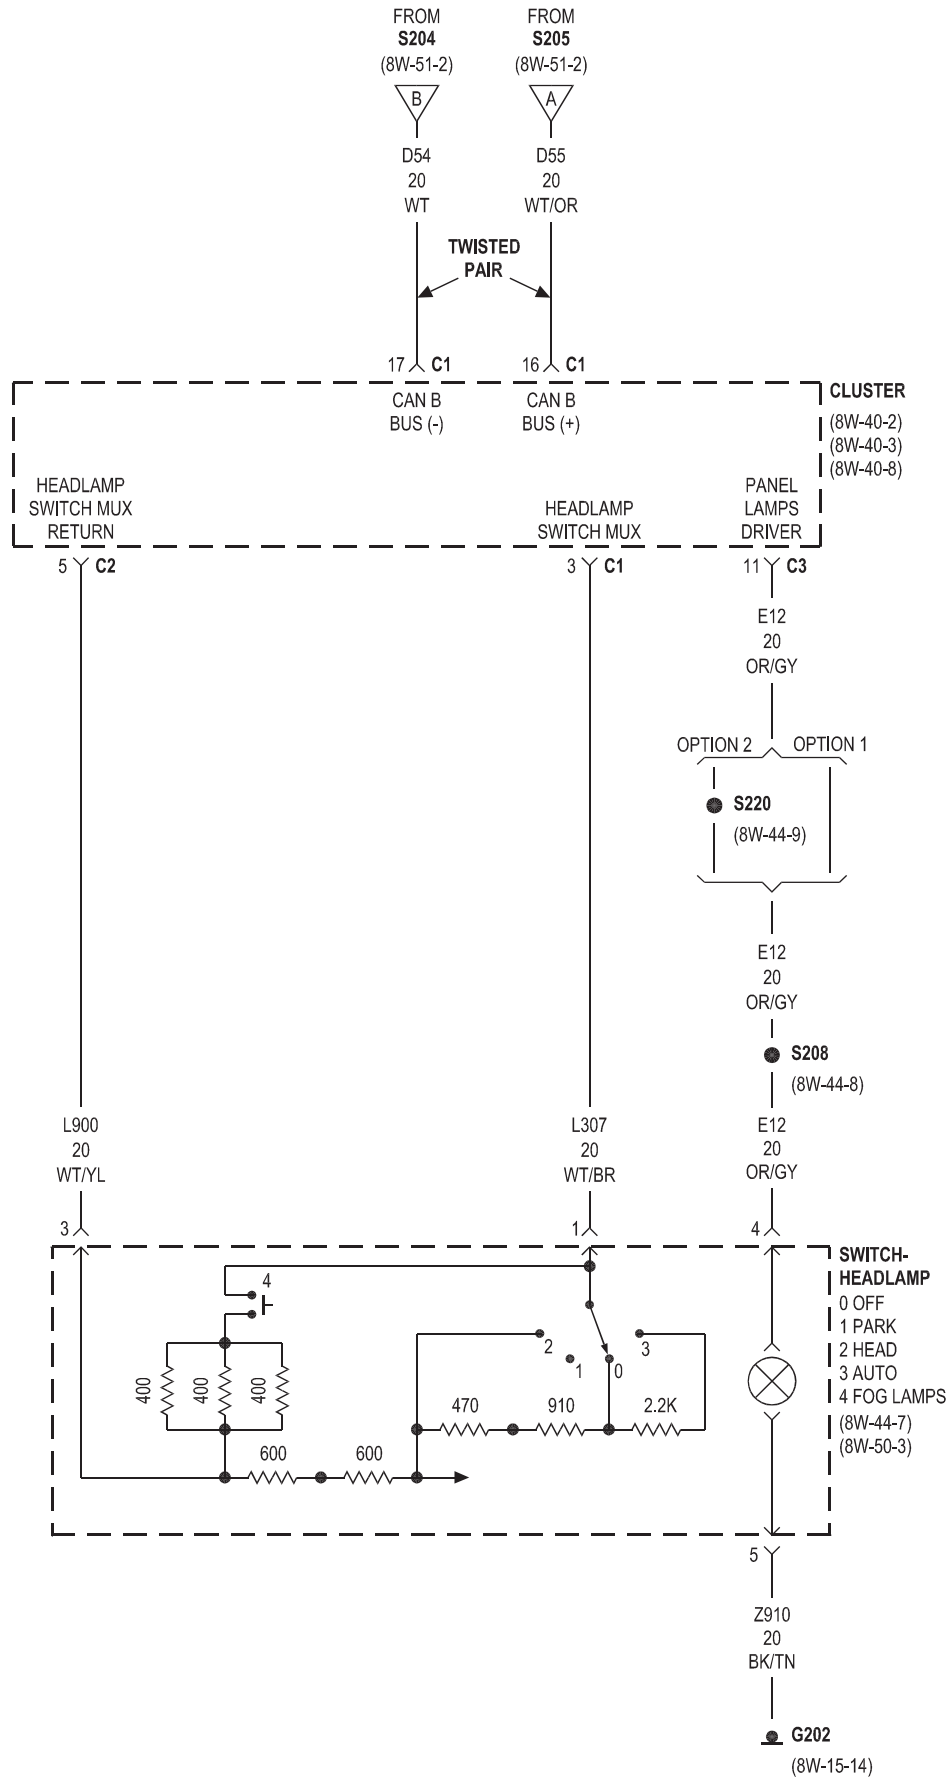 FROM
S204
(8W-51-2)
B
D54
20
WT
FROM
S205
(8W-51-2)
A
D55
20
WT/OR
TWISTED
PAIR
17 C1
16 C1
CAN B
BUS (-)
CAN B
BUS (+)
CLUSTER
(8W-40-2)
(8W-40-3)
(8W-40-8)
HEADLAMP
SWITCH MUX
RETURN
HEADLAMP
SWITCH MUX
PANEL
LAMPS
DRIVER
5 C2
3 C1
11 C3
E12
20
OR/GY
OPTION 2
OPTION 1
S220
(8W-44-9)
E12
20
OR/GY
S208
(8W-44-8)
L900
20
WT/YL
L307
20
WT/BR
E12
20
OR/GY
3
1
4
SWITCH-
HEADLAMP
0 OFF
1 PARK
2 HEAD
3 AUTO
4 FOG LAMPS
(8W-44-7)
(8W-50-3)
4
2
1
0
3
400
400
400
470
910
2.2K
600
600
5
Z910
20
BK/TN
G202
(8W-15-14)